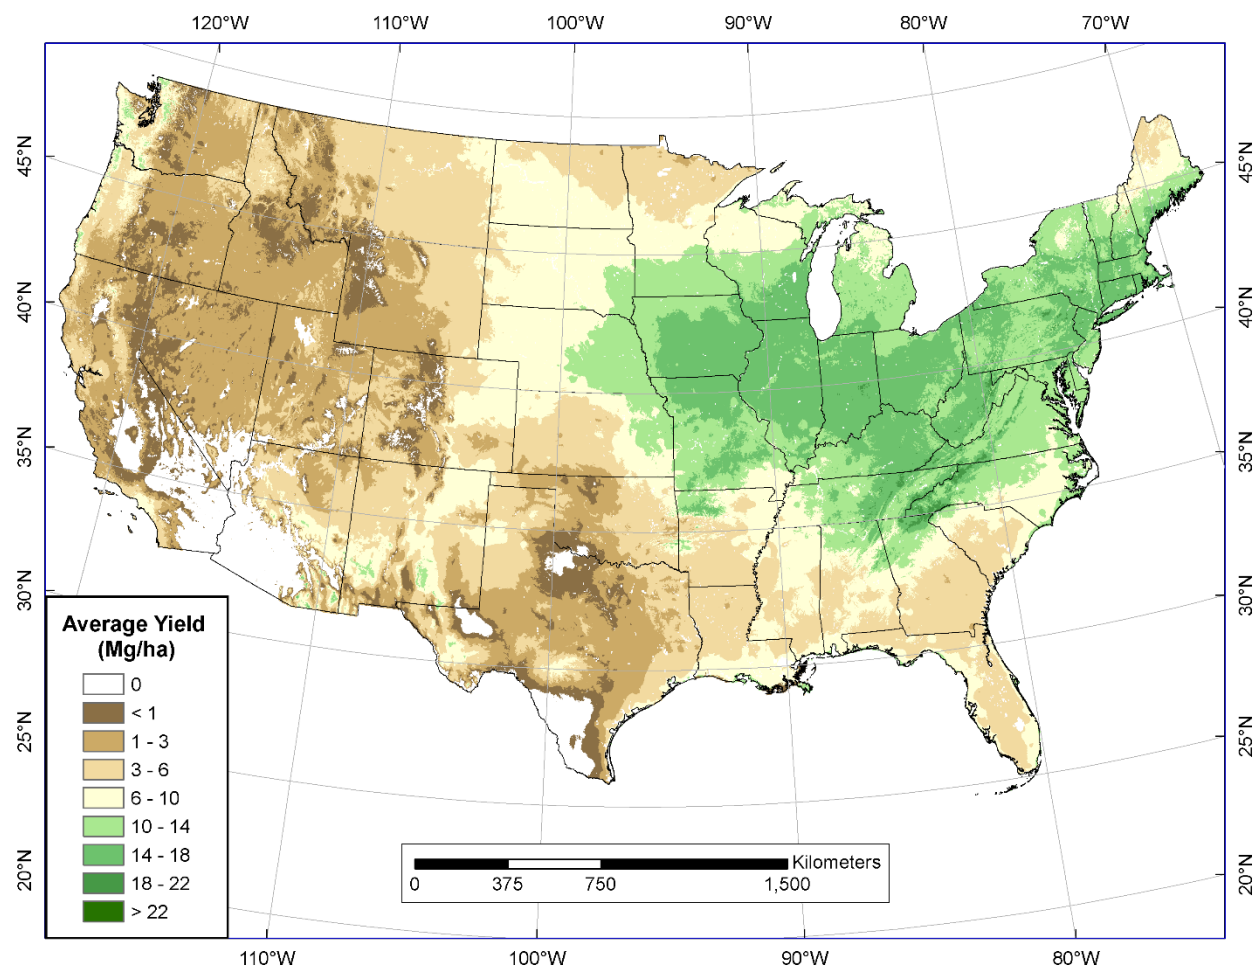 120°W 110°W 100°W 90°W 80°W 70°W
45°N 45°N
40°N 40°N
35°N 35°N
30°N 30°N
25°N 25°N
20°N 20°N
Average Yield
(Mg/ha)
0
< 1
1 - 3
3 - 6
6 - 10
10 - 14
14 - 18
18 - 22
> 22
Kilometers
0 375 750 1,500
110°W 100°W 90°W 80°W